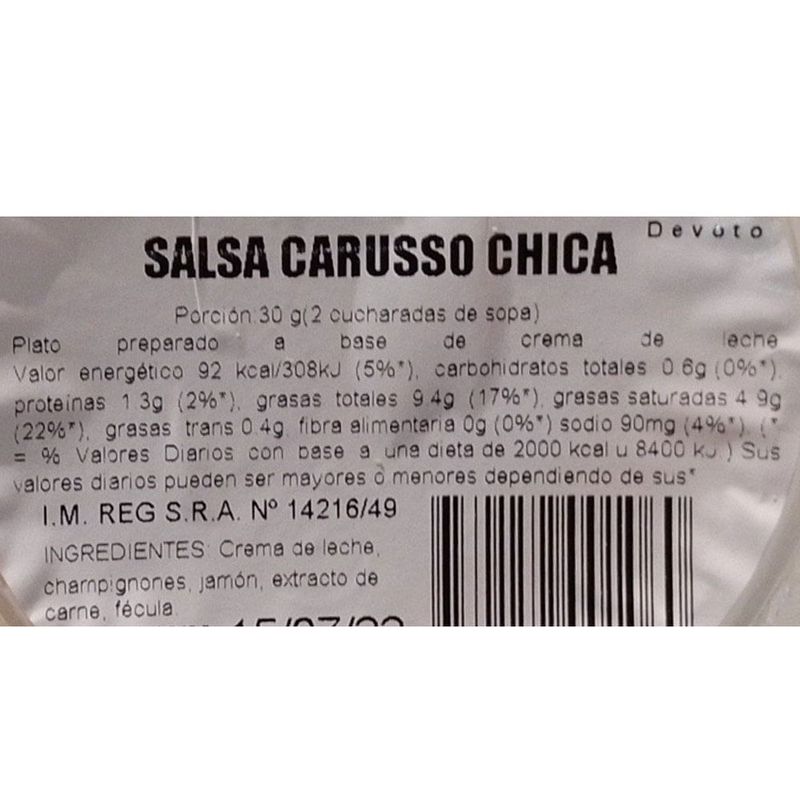 Devoto
SALSA CARUSSO CHICA
Porción:30 g(2 cucharadas de sopa)
Plato preparado a base de crema de leche
Valor energético 92 kcal/308kJ (5%*), carbohidratos totales 0.6g (0%*),
proteínas 1.3g (2%*), grasas totales 9.4g (17%*), grasas saturadas 4.9g
(22%*), grasas trans 0.4g, fibra alimentaria 0g (0%*) sodio 90mg (4%*). (*
= % Valores Diarios con base a una dieta de 2000 kcal u 8400 kJ.) Sus
valores diarios pueden ser mayores o menores dependiendo de sus*
I.M. REG S.R.A. Nº 14216/49
INGREDIENTES: Crema de leche,
champignones, jamón, extracto de
carne, fécula.